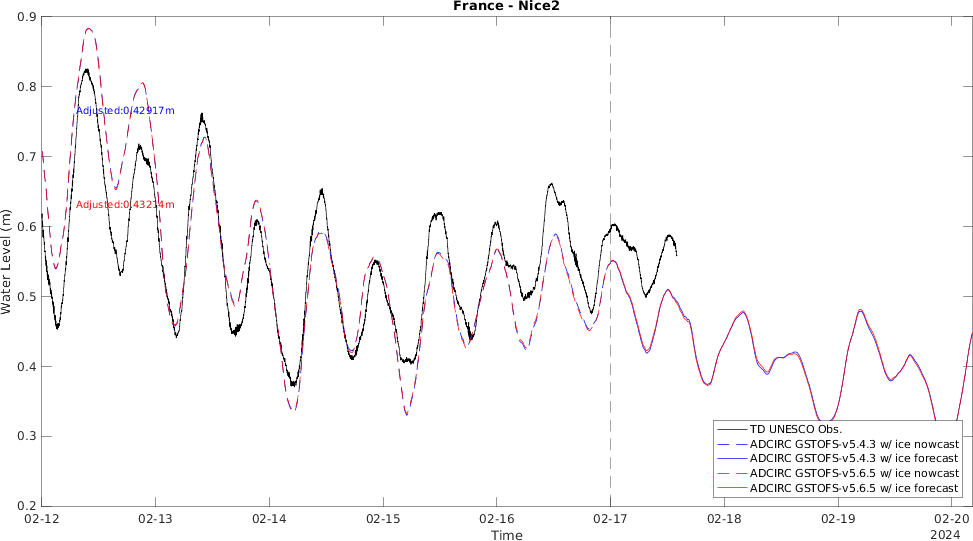 France - Nice2
0.9
0.8
0.7
0.6
0.5
0.4
0.3
0.2
Water Level (m)
Adjusted:0.42917m
Adjusted:0.43214m
TD UNESCO Obs.
ADCIRC GSTOFS-v5.4.3 w/ ice nowcast
ADCIRC GSTOFS-v5.4.3 w/ ice forecast
ADCIRC GSTOFS-v5.6.5 w/ ice nowcast
ADCIRC GSTOFS-v5.6.5 w/ ice forecast
02-12 02-13 02-14 02-15 02-16 02-17 02-18 02-19 02-20
Time
2024